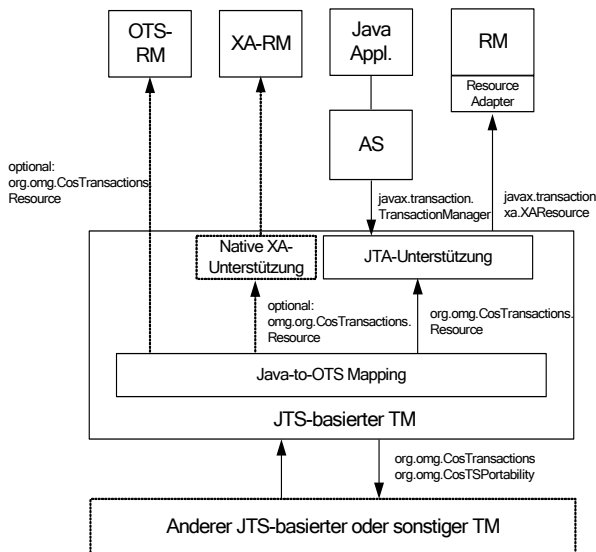 OTS-
RM
XA-RM
Java
Appl.
RM
Resource
Adapter
AS
optional:
org.omg.CosTransactions
Resource
javax.transaction.
TransactionManager
javax.transaction
xa.XAResource
Native XA-
Unterstützung
JTA-Unterstützung
optional:
omg.org.CosTransactions.
Resource
org.omg.CosTransactions.
Resource
Java-to-OTS Mapping
JTS-basierter TM
org.omg.CosTransactions
org.omg.CosTSPortability
Anderer JTS-basierter oder sonstiger TM